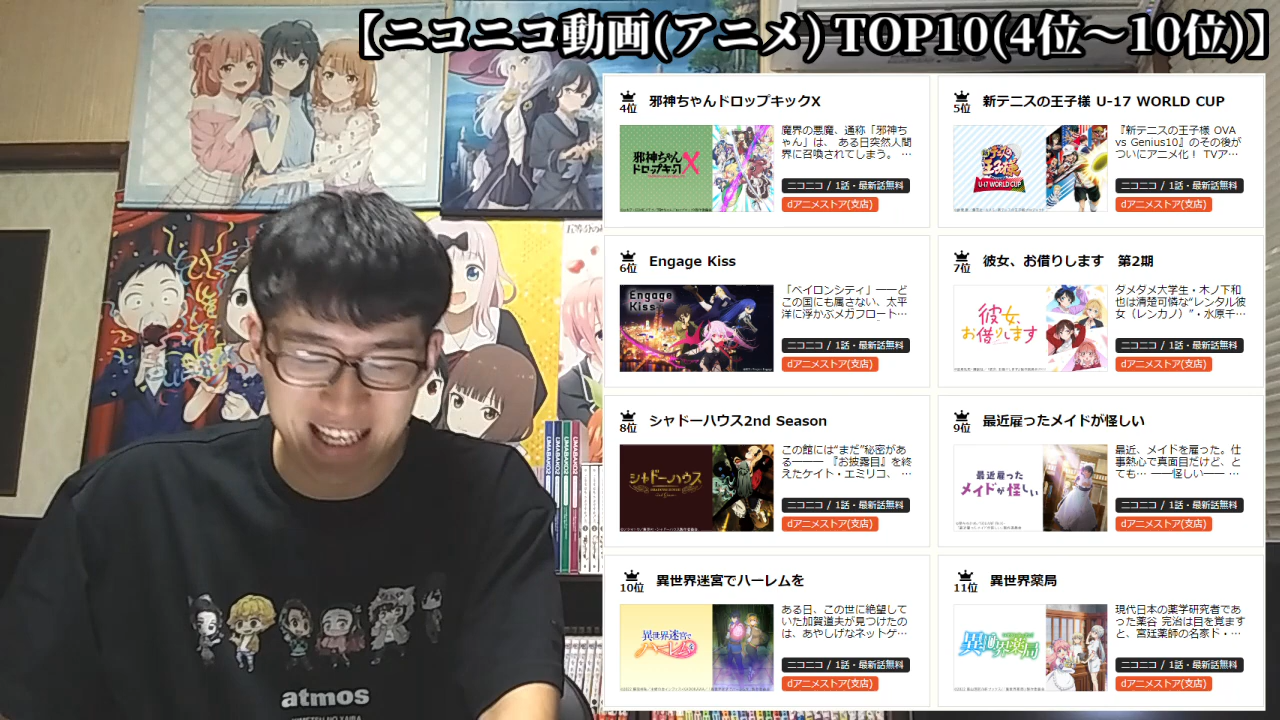 【ニコニコ動画(アニメ) TOP10(4位～10位)】
4位 邪神ちゃんドロップキックX
邪神ちゃん
ドロップキックX
魔界の悪魔、通称「邪神ち
ゃん」は、 ある日突然人間
界に召喚されてしまう。 …
ニコニコ / 1話・最新話無料
dアニメストア(支店)
5位 新テニスの王子様 U-17 WORLD CUP
U-17 WORLD CUP
『新テニスの王子様 OVA
vs Genius10』のその後が
ついにアニメ化！ TVア…
ニコニコ / 1話・最新話無料
dアニメストア(支店)
6位 Engage Kiss
Engage
Kiss
「ベイロンシティ」――ど
この国にも属さない、太平
洋に浮かぶメガフロート…
ニコニコ / 1話・最新話無料
dアニメストア(支店)
7位 彼女、お借りします 第2期
彼女、
お借りします
ダメダメ大学生・木ノ下和
也は清楚可憐な“レンタル彼
女（レンカノ）”・水原千…
ニコニコ / 1話・最新話無料
dアニメストア(支店)
8位 シャドーハウス2nd Season
シャドーハウス
この館には“まだ”秘密があ
る―― 『お披露目』を終
えたケイト・エミリコ、 …
ニコニコ / 1話・最新話無料
dアニメストア(支店)
9位 最近雇ったメイドが怪しい
最近雇った
メイドが怪しい
最近、メイドを雇った。仕
事熱心で真面目だけど、と
ても… ――怪しい―― …
ニコニコ / 1話・最新話無料
dアニメストア(支店)
10位 異世界迷宮でハーレムを
異世界迷宮で
ハーレムを
ある日、この世に絶望して
いた加賀道夫が見つけたの
は、あやしげなネットゲ…
ニコニコ / 1話・最新話無料
dアニメストア(支店)
11位 異世界薬局
異世界薬局
現代日本の薬学研究者であ
った薬谷 完治は目を覚ます
と、宮廷薬師の名家ド・…
ニコニコ / 1話・最新話無料
dアニメストア(支店)
atmos
KIMETSU NO YAIBA